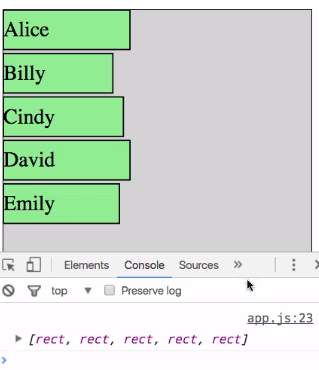 Alice
Billy
Cindy
David
Emily
Elements Console Sources »
top Preserve log
app.js:23
[rect, rect, rect, rect, rect]